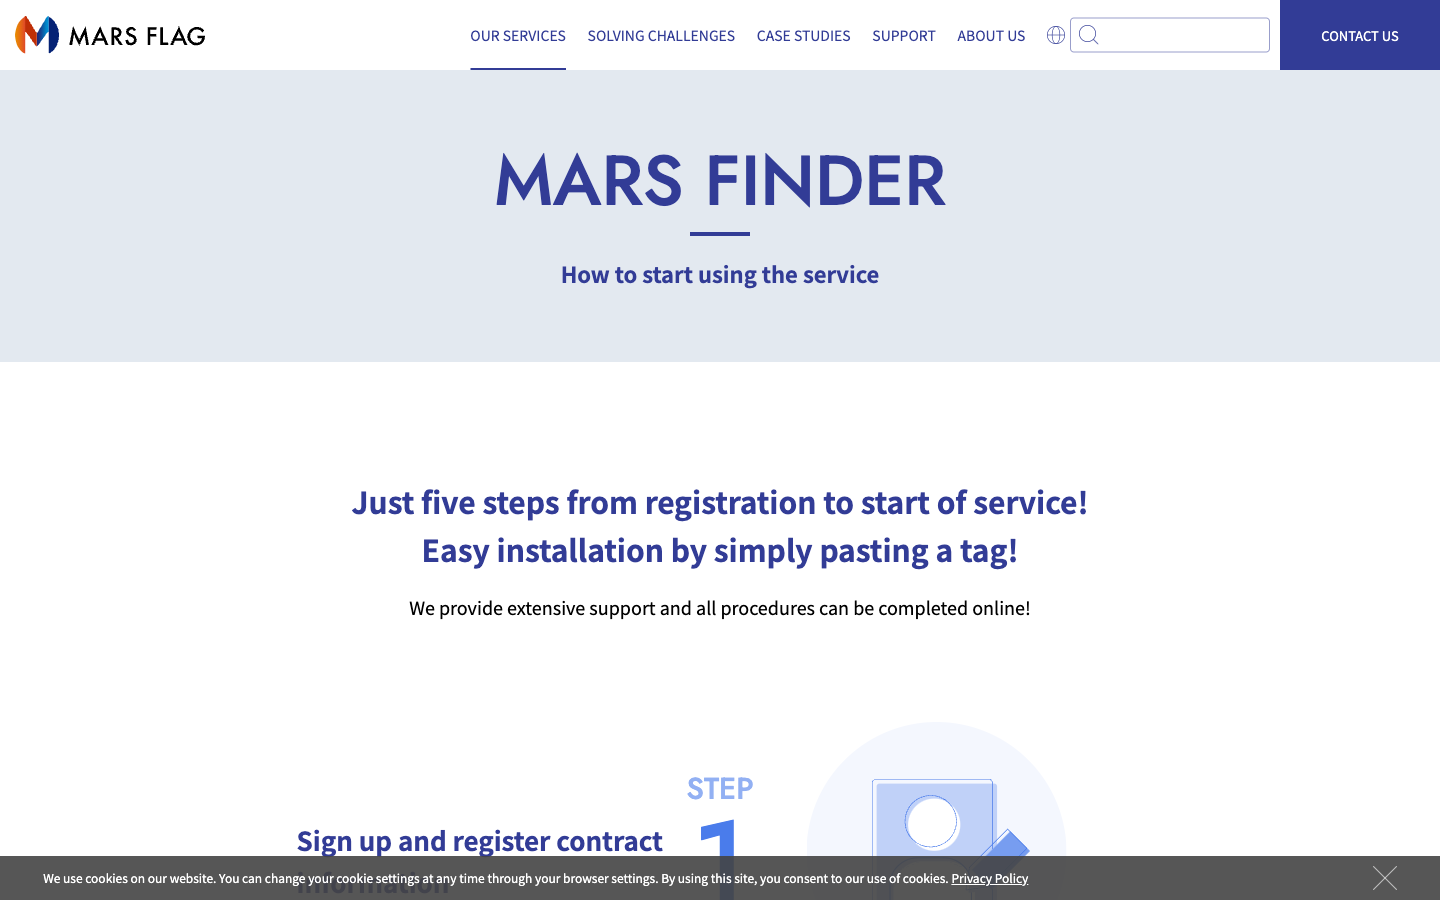 MARS FLAG
OUR SERVICES SOLVING CHALLENGES CASE STUDIES SUPPORT ABOUT US CONTACT US
MARS FINDER
How to start using the service
Just five steps from registration to start of service!
Easy installation by simply pasting a tag!
We provide extensive support and all procedures can be completed online!
STEP
1
Sign up and register contract
information
We use cookies on our website. You can change your cookie settings at any time through your browser settings. By using this site, you consent to our use of cookies. Privacy Policy